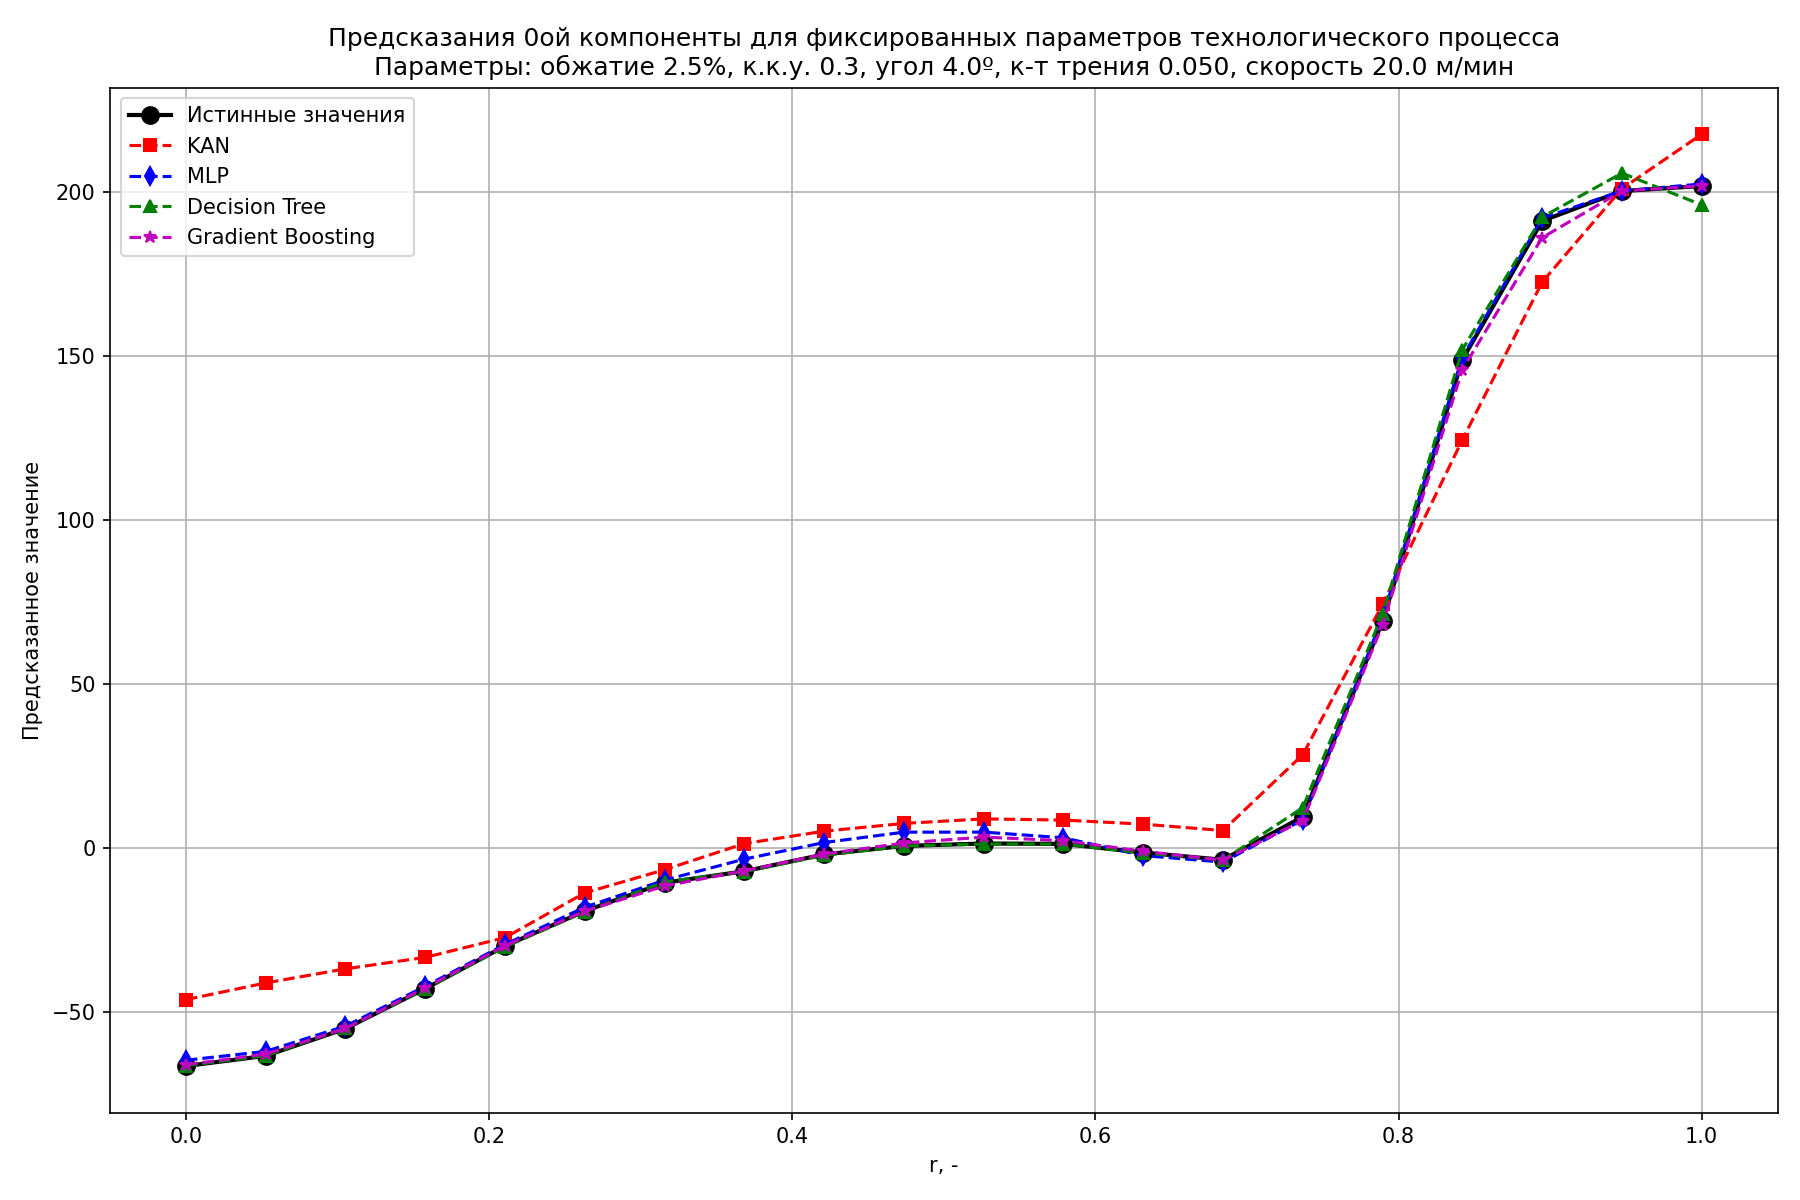 Предсказания 0ой компоненты для фиксированных параметров технологического процесса
Параметры: обжатие 2.5%, к.к.у. 0.3, угол 4.0º, к-т трения 0.050, скорость 20.0 м/мин
Истинные значения
KAN
MLP
Decision Tree
Gradient Boosting
Предсказанное значение
200
150
100
50
0
−50
0.0
0.2
0.4
0.6
0.8
1.0
r, -